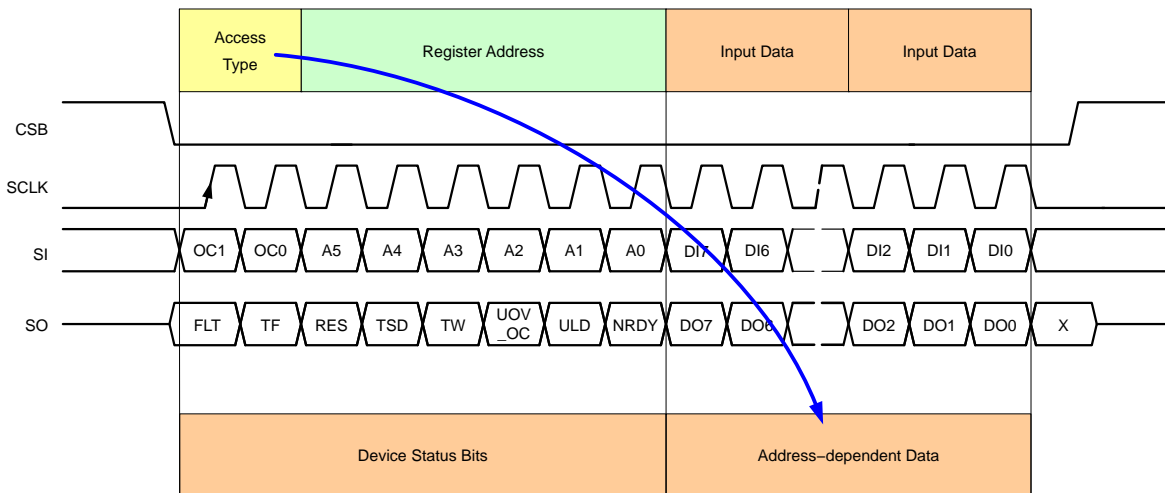 Access
Type
Register Address
Input Data
Input Data
CSB
SCLK
SI
OC1 OC0 A5 A4 A3 A2 A1 A0 DI7 DI6 DI2 DI1 DI0
SO
FLT TF RES TSD TW UOV
_OC ULD NRDY DO7 DO6 DO2 DO1 DO0 X
Device Status Bits
Address−dependent Data